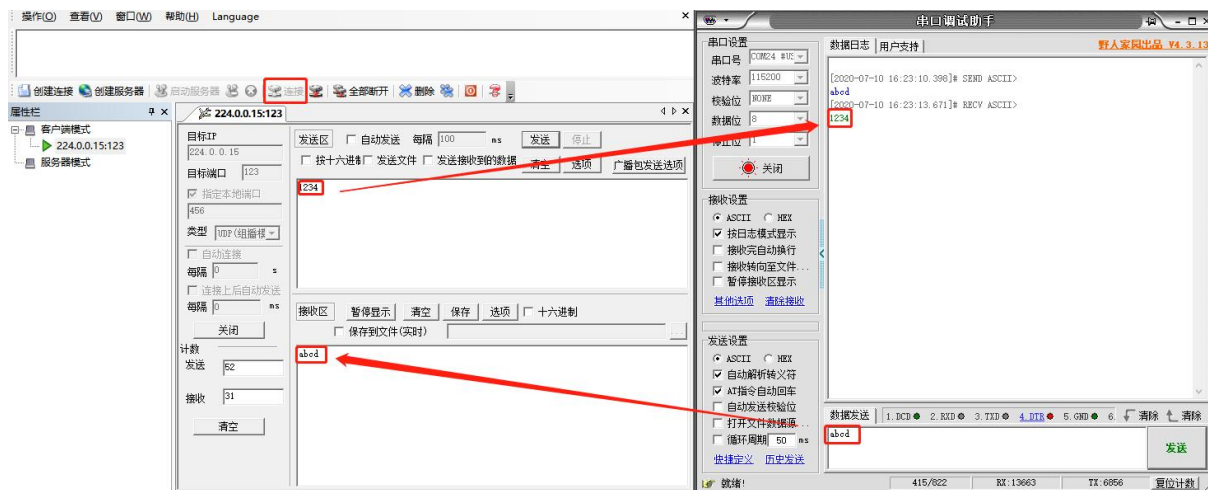 操作(O) 查看(V) 窗口(W) 帮助(H) Language
创建连接 创建服务器 启动服务器 连接 全部断开 删除
属性栏
客户端模式
224.0.0.15:123
服务器模式
224.0.0.15:123
目标IP
224.0.0.15
目标端口 123
指定本地端口
456
类型 UDP(组播模
自动连接
每隔 0 s
连接上后自动发送
每隔 0 ms
关闭
计数
发送 52
接收 31
清空
发送区 自动发送 每隔 100 ms 发送 停止
按十六进制 发送文件 发送接收到的数据 清空 选项 广播包发送选项
1234
接收区 暂停显示 清空 保存 选项 十六进制
保存到文件(实时) ...
abcd
串口调试助手
串口设置
串口号 COM24 #US
波特率 115200
校验位 NONE
数据位 8
停止位 1
关闭
接收设置
ASCII HEX
按日志模式显示
接收完自动换行
接收转向至文件...
暂停接收区显示
其他选项 清除接收
发送设置
ASCII HEX
自动解析转义符
AT指令自动回车
自动发送校验位
打开文件数据源...
循环周期 50 ms
快捷定义 历史发送
数据日志 用户支持 野人家园出品 V4.3.13
[2020-07-10 16:23:10.398]# SEND ASCII>
abcd
[2020-07-10 16:23:13.671]# RECV ASCII>
1234
数据发送 1.DCD 2.RXD 3.TXD 4.DTR 5.GND 6. 清除 清除
abcd
发送
就绪! 415/822 RX:13663 TX:6856 复位计数